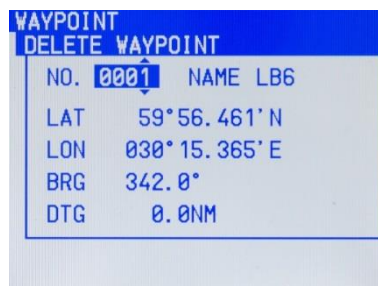 WAYPOINT
DELETE WAYPOINT
NO. 0001 NAME LB6
LAT 59°56.461'N
LON 030°15.365'E
BRG 342.0°
DTG 0.0NM